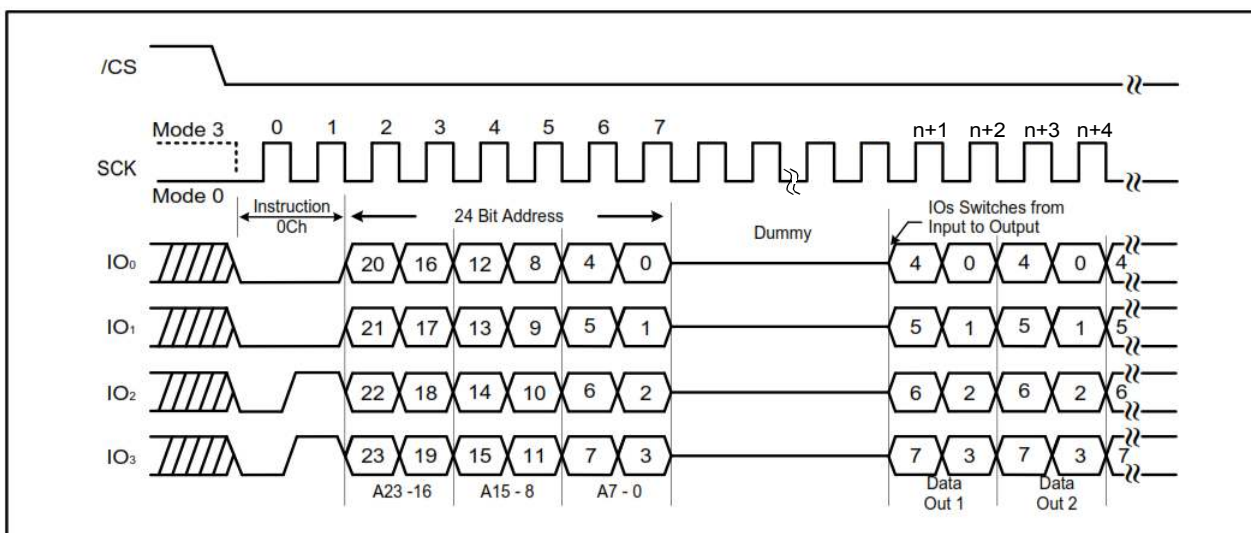 /CS
Mode 3 0 1 2 3 4 5 6 7 n+1 n+2 n+3 n+4
SCK
Mode 0
Instruction
0Ch
24 Bit Address
Dummy
IOs Switches from
Input to Output
IO₀ 20 16 12 8 4 0 4 0 4 0 4
IO₁ 21 17 13 9 5 1 5 1 5 1 5
IO₂ 22 18 14 10 6 2 6 2 6 2 6
IO₃ 23 19 15 11 7 3 7 3 7 3 7
A23 -16 A15 - 8 A7 - 0
Data
Out 1
Data
Out 2